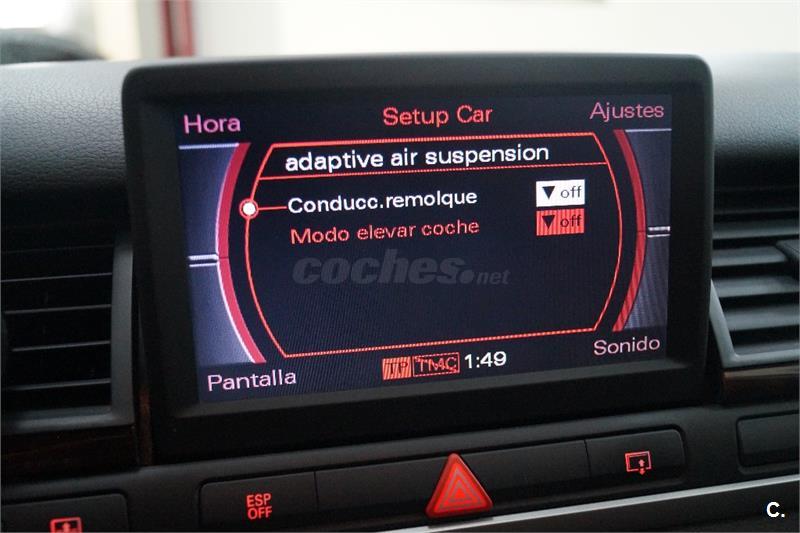 Hora
Setup Car
Ajustes
adaptive air suspension
Conducc.remolque
off
Modo elevar coche
off
coches.net
TMC 1:49
Pantalla
Sonido
ESP
OFF
C.